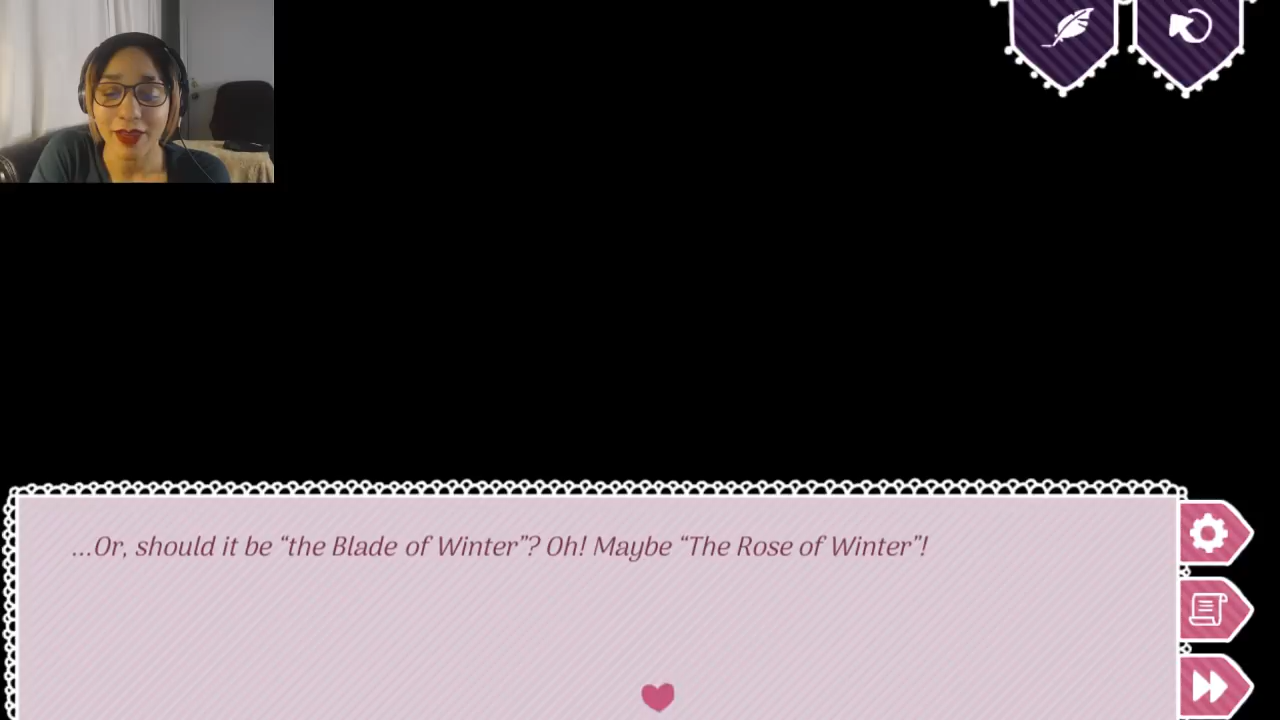 ...Or, should it be “the Blade of Winter”? Oh! Maybe “The Rose of Winter”!